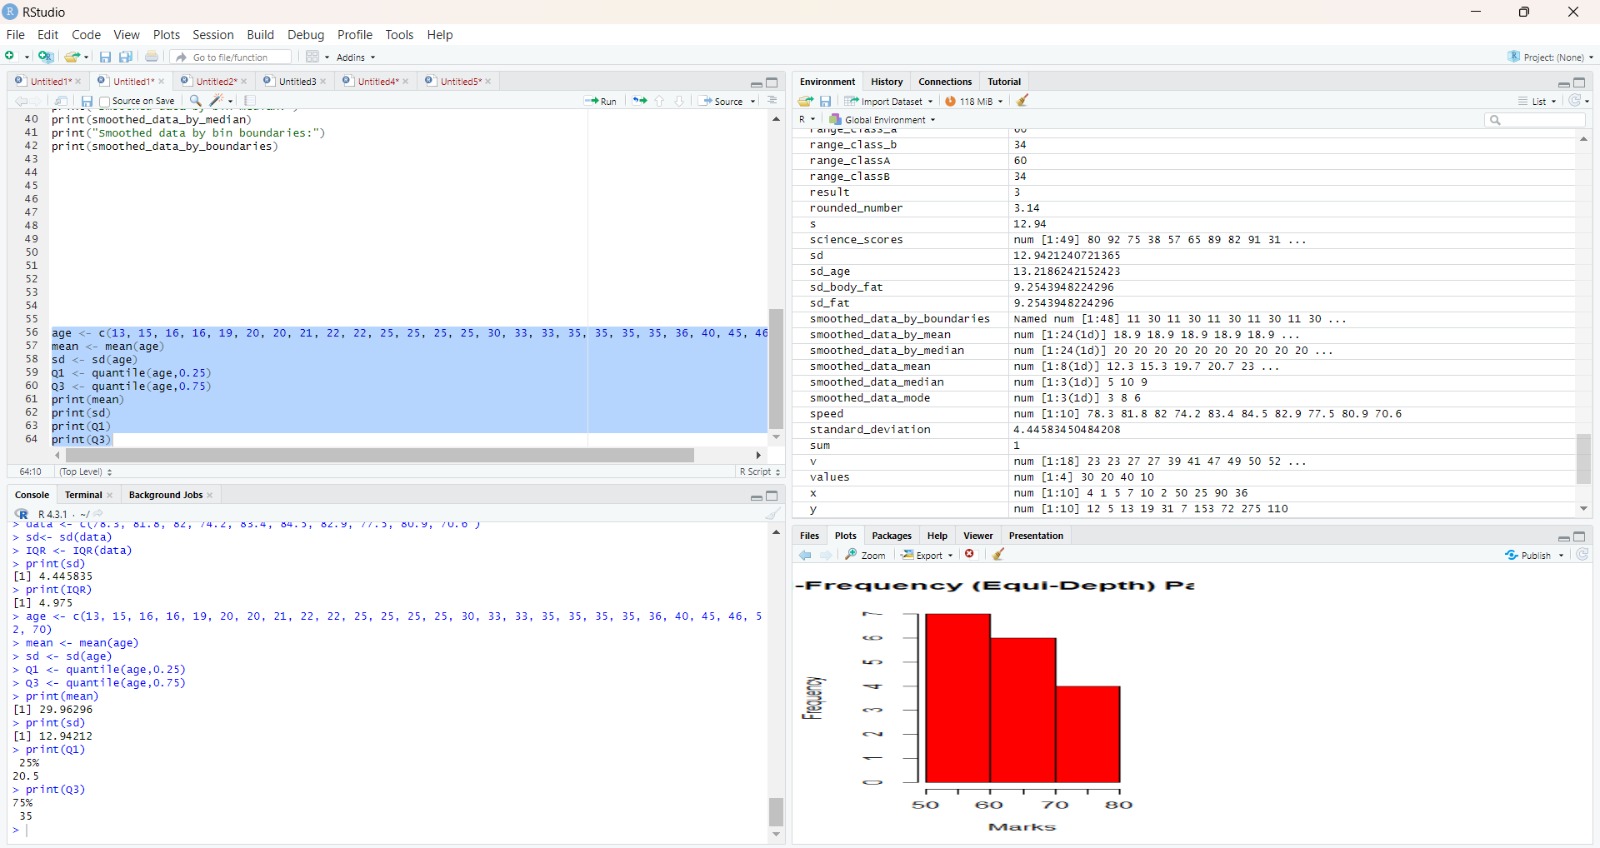 RStudio
File Edit Code View Plots Session Build Debug Profile Tools Help
Go to file/function Addins Project: (None)
Untitled1* Untitled1* Untitled2* Untitled3 Untitled4* Untitled5*
Source on Save Run Source
40 print(smoothed_data_by_median)
41 print("Smoothed data by bin boundaries:")
42 print(smoothed_data_by_boundaries)
43
44
45
46
47
48
49
50
51
52
53
54
55
56 age <- c(13, 15, 16, 16, 19, 20, 20, 21, 22, 22, 25, 25, 25, 25, 30, 33, 33, 35, 35, 35, 35, 36, 40, 45, 46
57 mean <- mean(age)
58 sd <- sd(age)
59 Q1 <- quantile(age,0.25)
60 Q3 <- quantile(age,0.75)
61 print(mean)
62 print(sd)
63 print(Q1)
64 print(Q3)
64:10 (Top Level) R Script
Console Terminal Background Jobs
R 4.3.1 · ~/
> data <- c(78.3, 81.8, 82, 74.2, 83.4, 84.5, 82.9, 77.5, 80.9, 70.6 )
> sd<- sd(data)
> IQR <- IQR(data)
> print(sd)
[1] 4.445835
> print(IQR)
[1] 4.975
> age <- c(13, 15, 16, 16, 19, 20, 20, 21, 22, 22, 25, 25, 25, 25, 30, 33, 33, 35, 35, 35, 35, 36, 40, 45, 46, 5
2, 70)
> mean <- mean(age)
> sd <- sd(age)
> Q1 <- quantile(age,0.25)
> Q3 <- quantile(age,0.75)
> print(mean)
[1] 29.96296
> print(sd)
[1] 12.94212
> print(Q1)
25%
20.5
> print(Q3)
75%
35
>
Environment History Connections Tutorial
Import Dataset 118 MiB List
R Global Environment
range_class_a 60
range_class_b 34
range_classA 60
range_classB 34
result 3
rounded_number 3.14
s 12.94
science_scores num [1:49] 80 92 75 38 57 65 89 82 91 31 ...
sd 12.9421240721365
sd_age 13.2186242152423
sd_body_fat 9.2543948224296
sd_fat 9.2543948224296
smoothed_data_by_boundaries Named num [1:48] 11 30 11 30 11 30 11 30 11 30 ...
smoothed_data_by_mean num [1:24(1d)] 18.9 18.9 18.9 18.9 18.9 ...
smoothed_data_by_median num [1:24(1d)] 20 20 20 20 20 20 20 20 20 20 ...
smoothed_data_mean num [1:8(1d)] 12.3 15.3 19.7 20.7 23 ...
smoothed_data_median num [1:3(1d)] 5 10 9
smoothed_data_mode num [1:3(1d)] 3 8 6
speed num [1:10] 78.3 81.8 82 74.2 83.4 84.5 82.9 77.5 80.9 70.6
standard_deviation 4.44583450484208
sum 1
v num [1:18] 23 23 27 27 39 41 47 49 50 52 ...
values num [1:4] 30 20 40 10
x num [1:10] 4 1 5 7 10 2 50 25 90 36
y num [1:10] 12 5 13 19 31 7 153 72 275 110
Files Plots Packages Help Viewer Presentation
Zoom Export Publish
-Frequency (Equi-Depth) Pa
Frequency
7
6
5
4
3
2
1
0
50 60 70 80
Marks